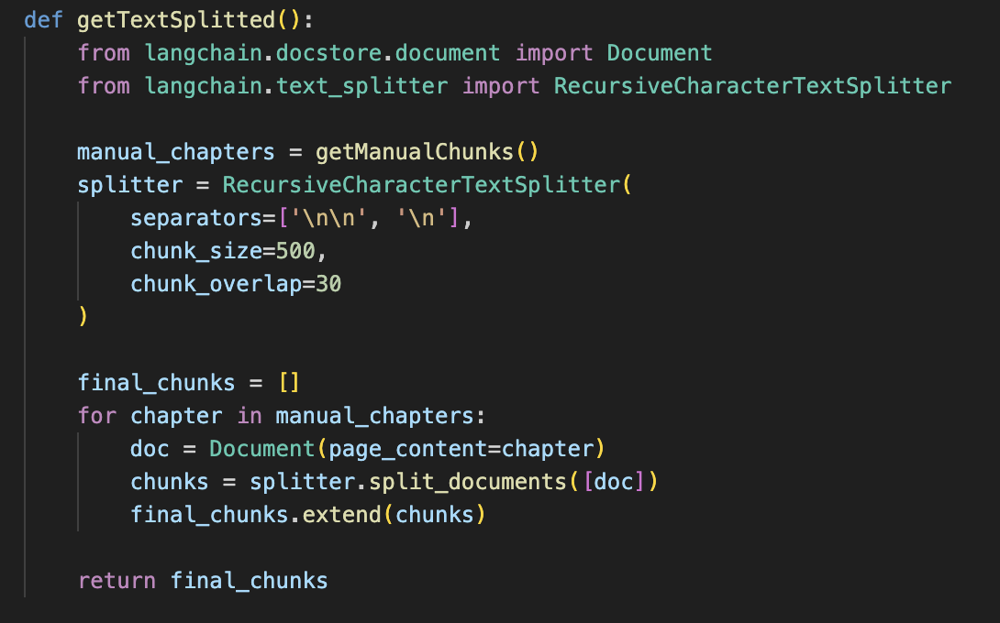 def getTextSplitted():
    from langchain.docstore.document import Document
    from langchain.text_splitter import RecursiveCharacterTextSplitter

    manual_chapters = getManualChunks()
    splitter = RecursiveCharacterTextSplitter(
        separators=['\n\n', '\n'],
        chunk_size=500,
        chunk_overlap=30
    )

    final_chunks = []
    for chapter in manual_chapters:
        doc = Document(page_content=chapter)
        chunks = splitter.split_documents([doc])
        final_chunks.extend(chunks)

    return final_chunks